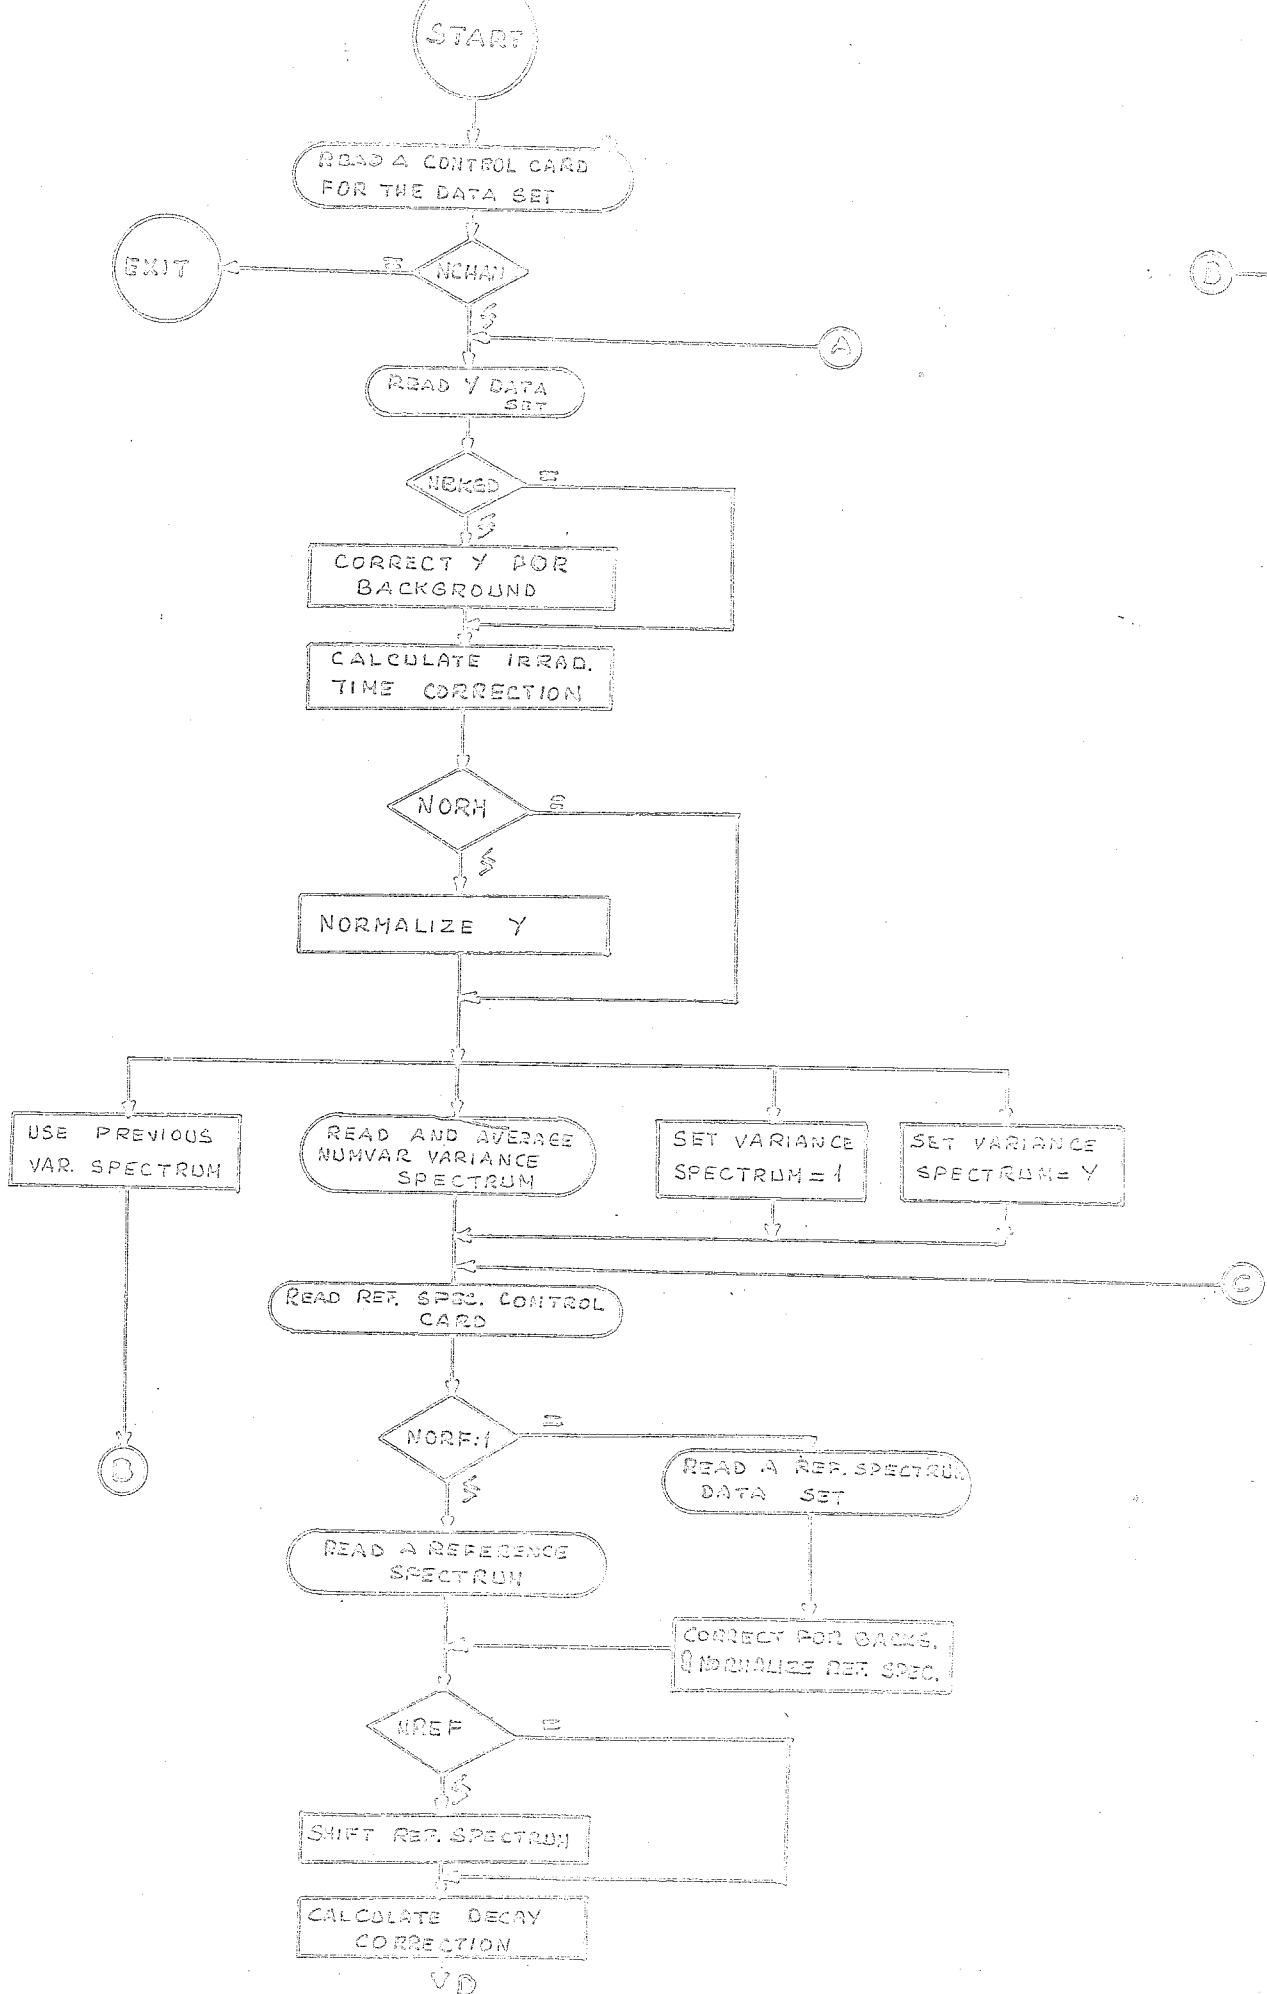 START
READ A CONTROL CARD
FOR THE DATA SET
EXIT
=
NCHAN
D
A
READ Y DATA
SET
NBKGD
=
CORRECT Y FOR
BACKGROUND
CALCULATE IRRAD.
TIME CORRECTION
NORM
=
NORMALIZE Y
USE PREVIOUS
VAR. SPECTRUM
READ AND AVERAGE
NUMVAR VARIANCE
SPECTRUM
SET VARIANCE
SPECTRUM = 1
SET VARIANCE
SPECTRUM = Y
C
READ REF. SPEC. CONTROL
CARD
NORF:1
=
B
READ A REF. SPECTRUM
DATA SET
READ A REFERENCE
SPECTRUM
CORRECT FOR BACKG.
& NORMALIZE REF. SPEC.
NREF
=
SHIFT REF. SPECTRUM
CALCULATE DECAY
CORRECTION
D